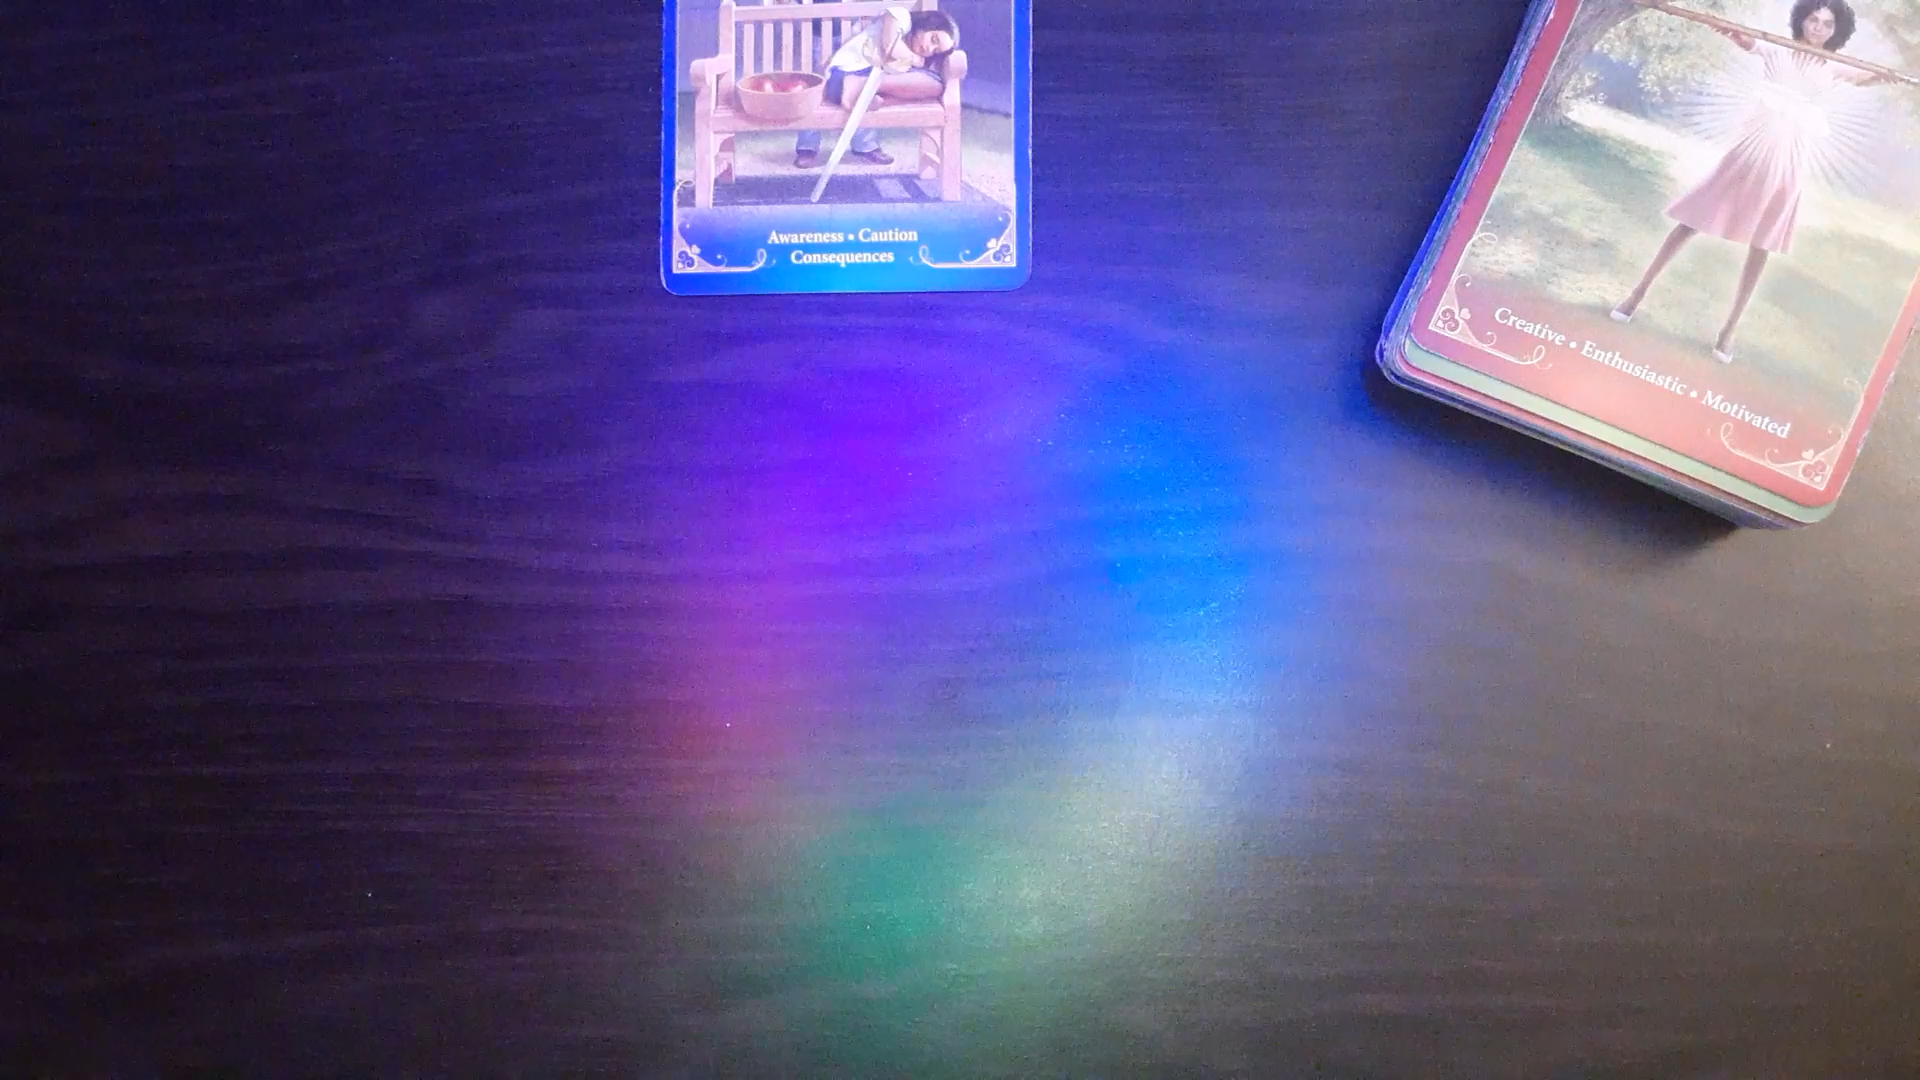 Awareness • Caution
Consequences
Creative • Enthusiastic • Motivated